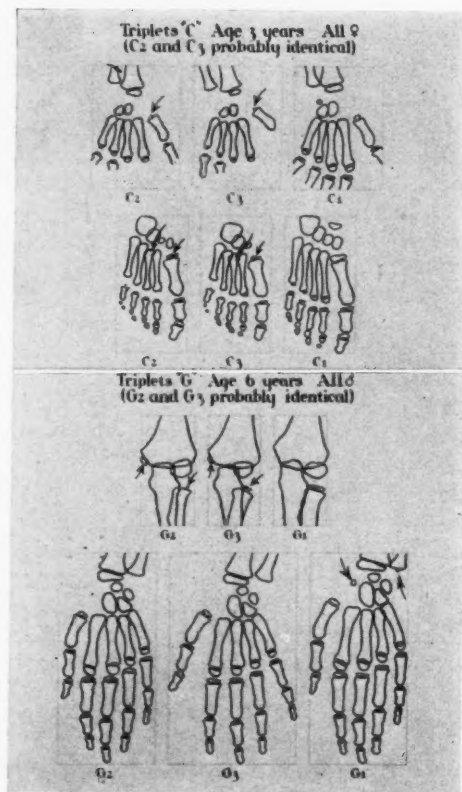 Triplets "C" Age 3 years All ♀
(C2 and C3 probably identical)
C2 C3 C1
C2 C3 C1
Triplets "G" Age 6 years All ♂
(G2 and G3 probably identical)
G2 G3 G1
G2 G3 G1